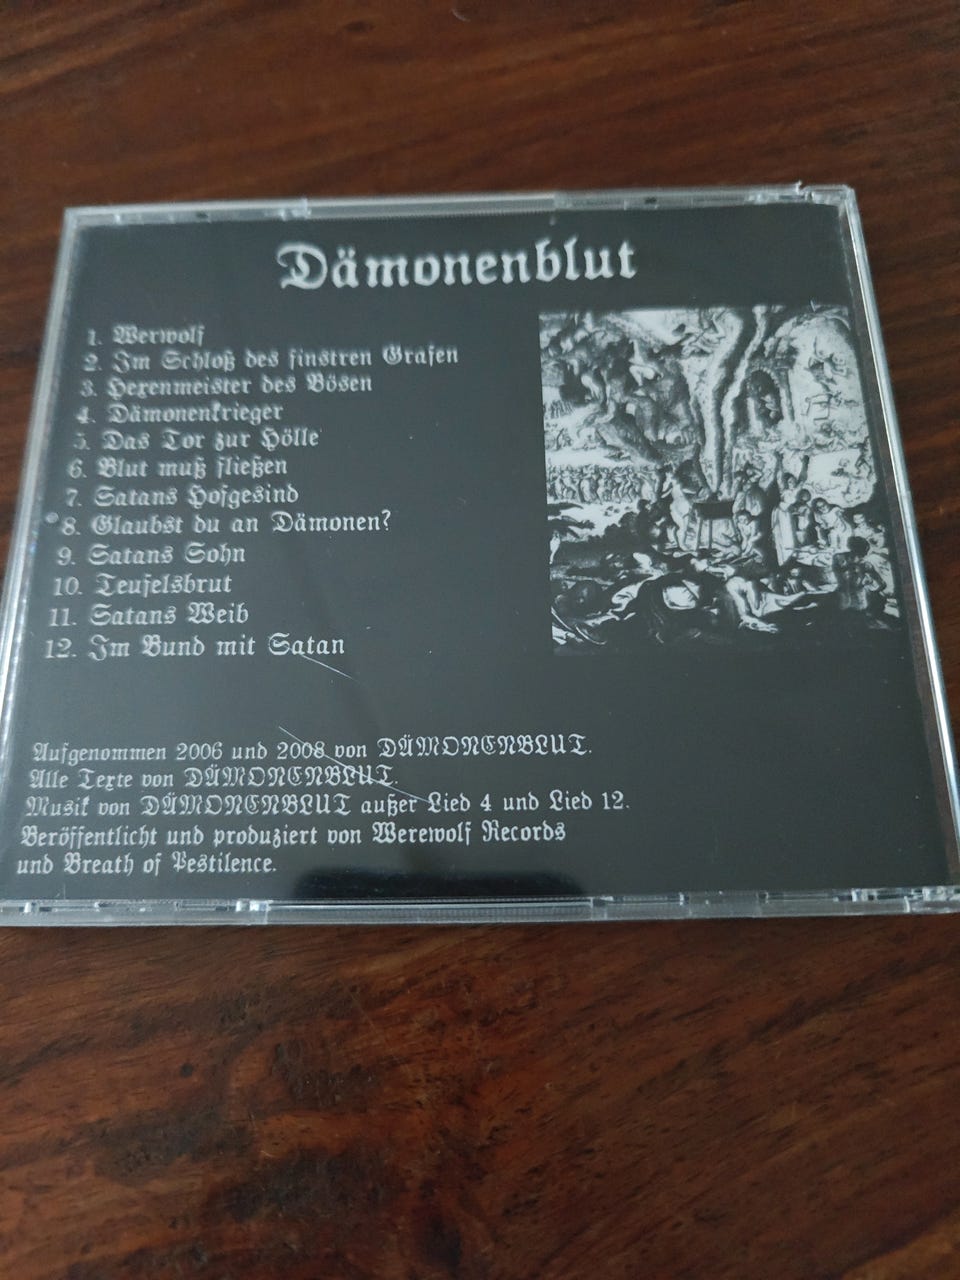 Dämonenblut
1. Werwolf
2. Im Schloß des finstren Grafen
3. Hexenmeister des Bösen
4. Dämonenkrieger
5. Das Tor zur Hölle
6. Blut muß fließen
7. Satans Hofgesind
8. Glaubst du an Dämonen?
9. Satans Sohn
10. Teufelsbrut
11. Satans Weib
12. Im Bund mit Satan
Aufgenommen 2006 und 2008 von DÄMONENBLUT.
Alle Texte von DÄMONENBLUT.
Musik von DÄMONENBLUT außer Lied 4 und Lied 12.
Veröffentlicht und produziert von Werewolf Records
und Breath of Pestilence.